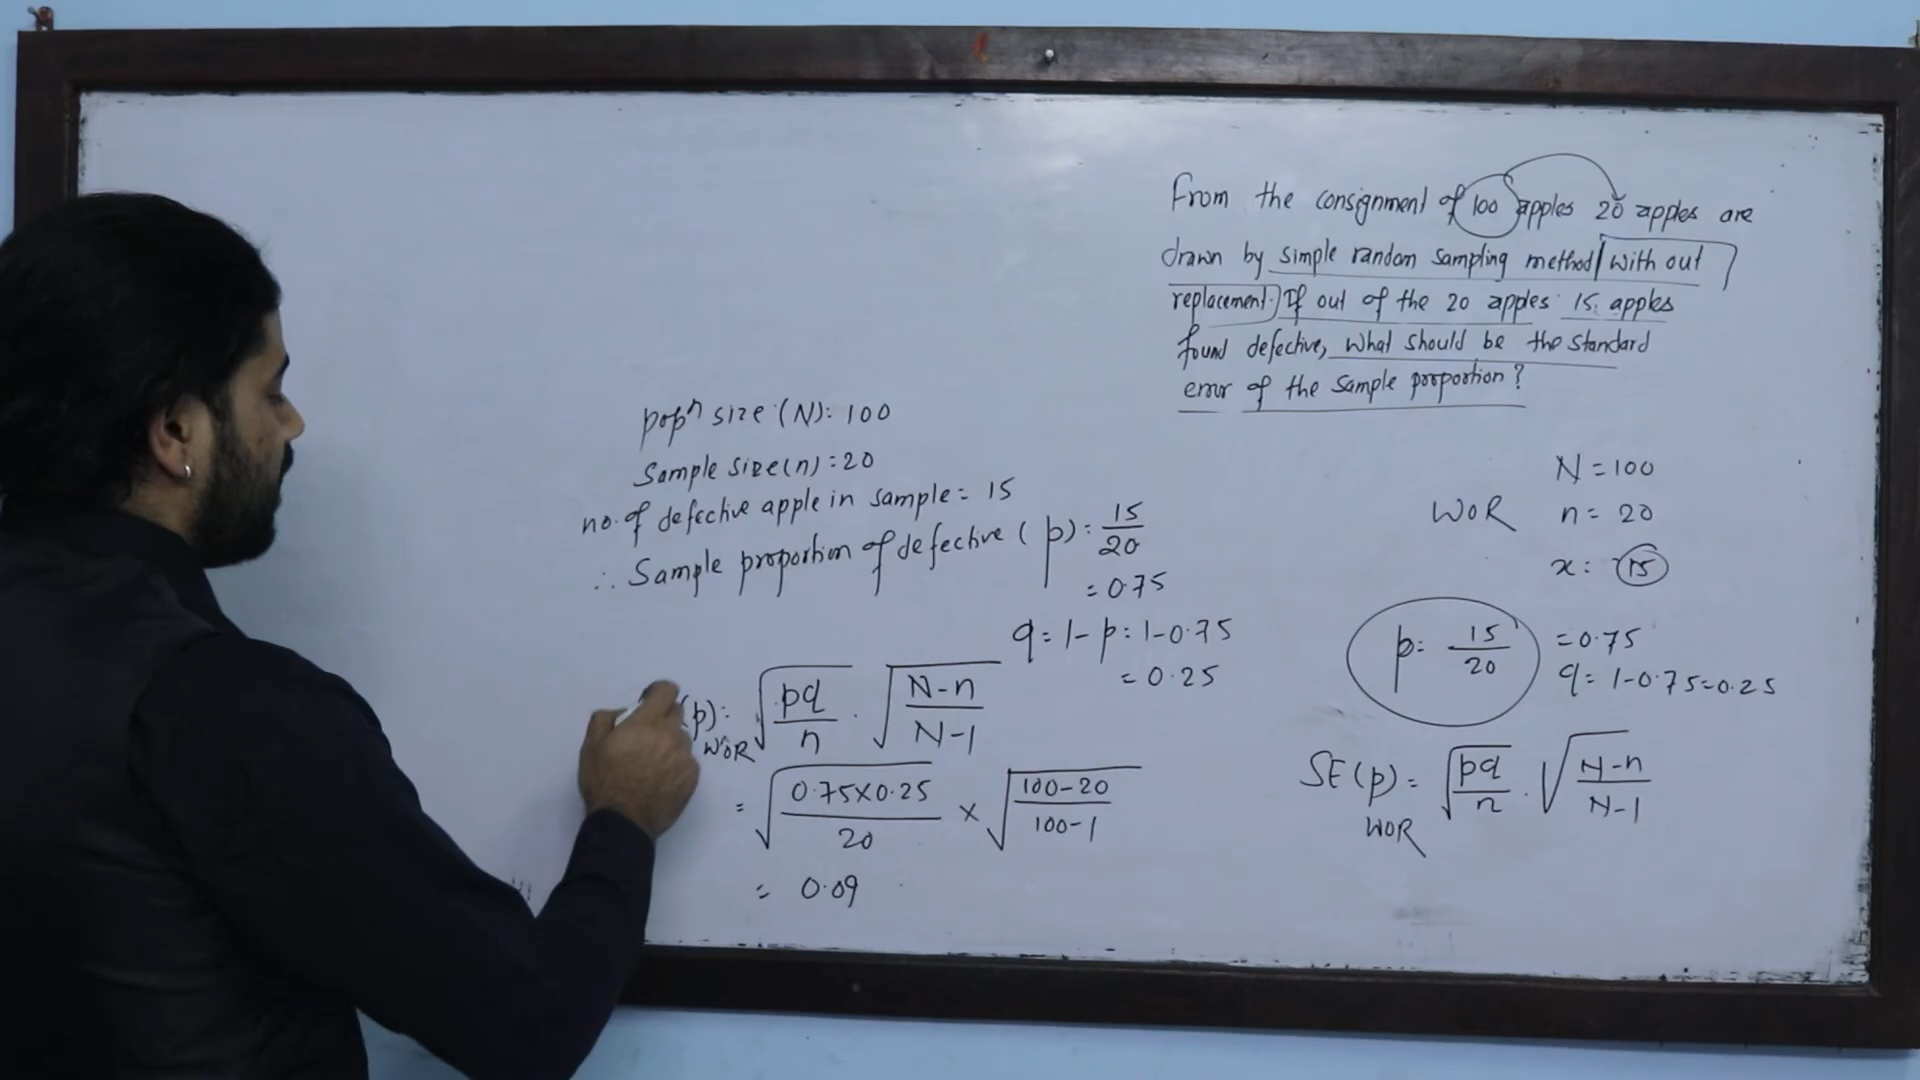 From the consignment of 100 apples 20 apples are
drawn by simple random sampling method with out
replacement. If out of the 20 apples 15 apples
found defective, what should be the standard
error of the sample proportion?
popⁿ size (N): 100
Sample size(n) : 20
no. of defective apple in sample = 15
∴ Sample proportion of defective ( p) : 15/20
= 0.75
q = 1 - p : 1 - 0.75
= 0.25
(p) WOR : √(pq/n) . √((N-n)/(N-1))
= √((0.75×0.25)/20) × √((100-20)/(100-1))
= 0.09
N = 100
WOR n = 20
x : 15
p = 15/20 = 0.75
q = 1-0.75=0.25
SE(p) = √(pq/n) . √((N-n)/(N-1))
WOR